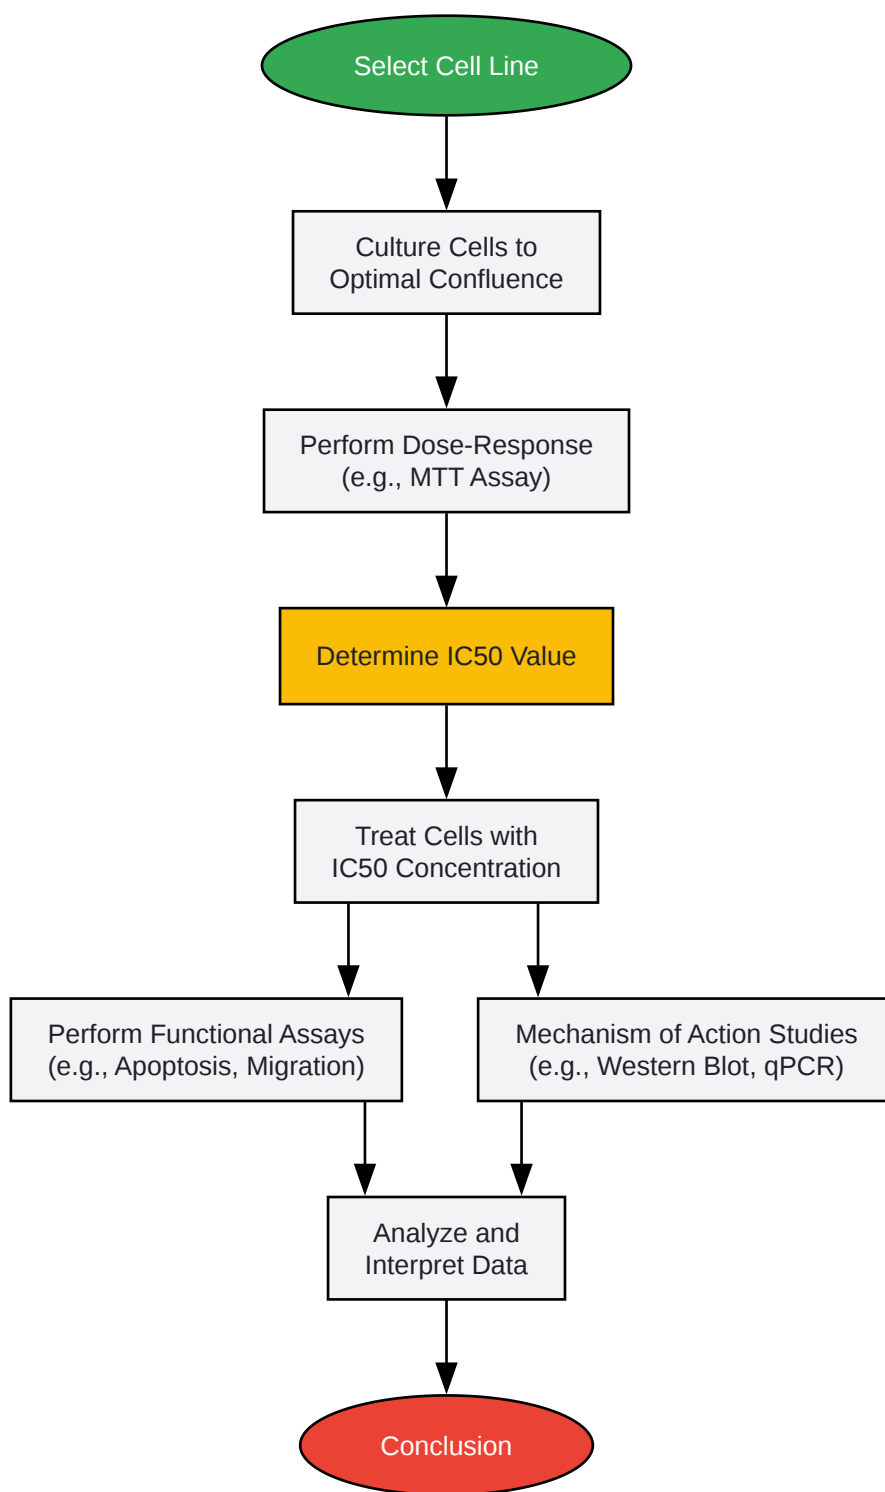 Select Cell Line
Culture Cells to
Optimal Confluence
Perform Dose-Response
(e.g., MTT Assay)
Determine IC50 Value
Treat Cells with
IC50 Concentration
Perform Functional Assays
(e.g., Apoptosis, Migration)
Mechanism of Action Studies
(e.g., Western Blot, qPCR)
Analyze and
Interpret Data
Conclusion